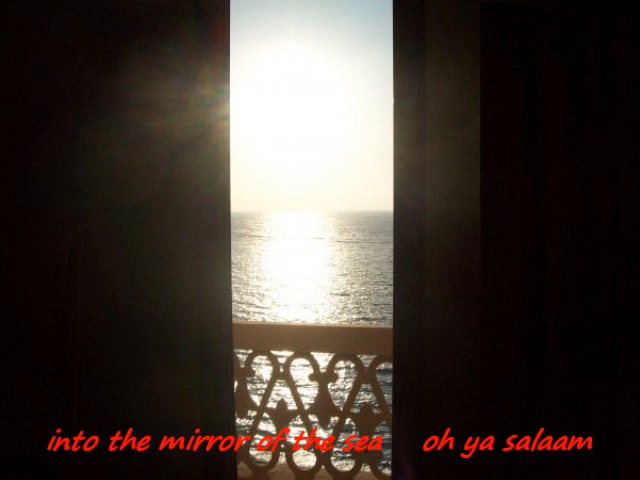 into the mirror of the sea oh ya salaam